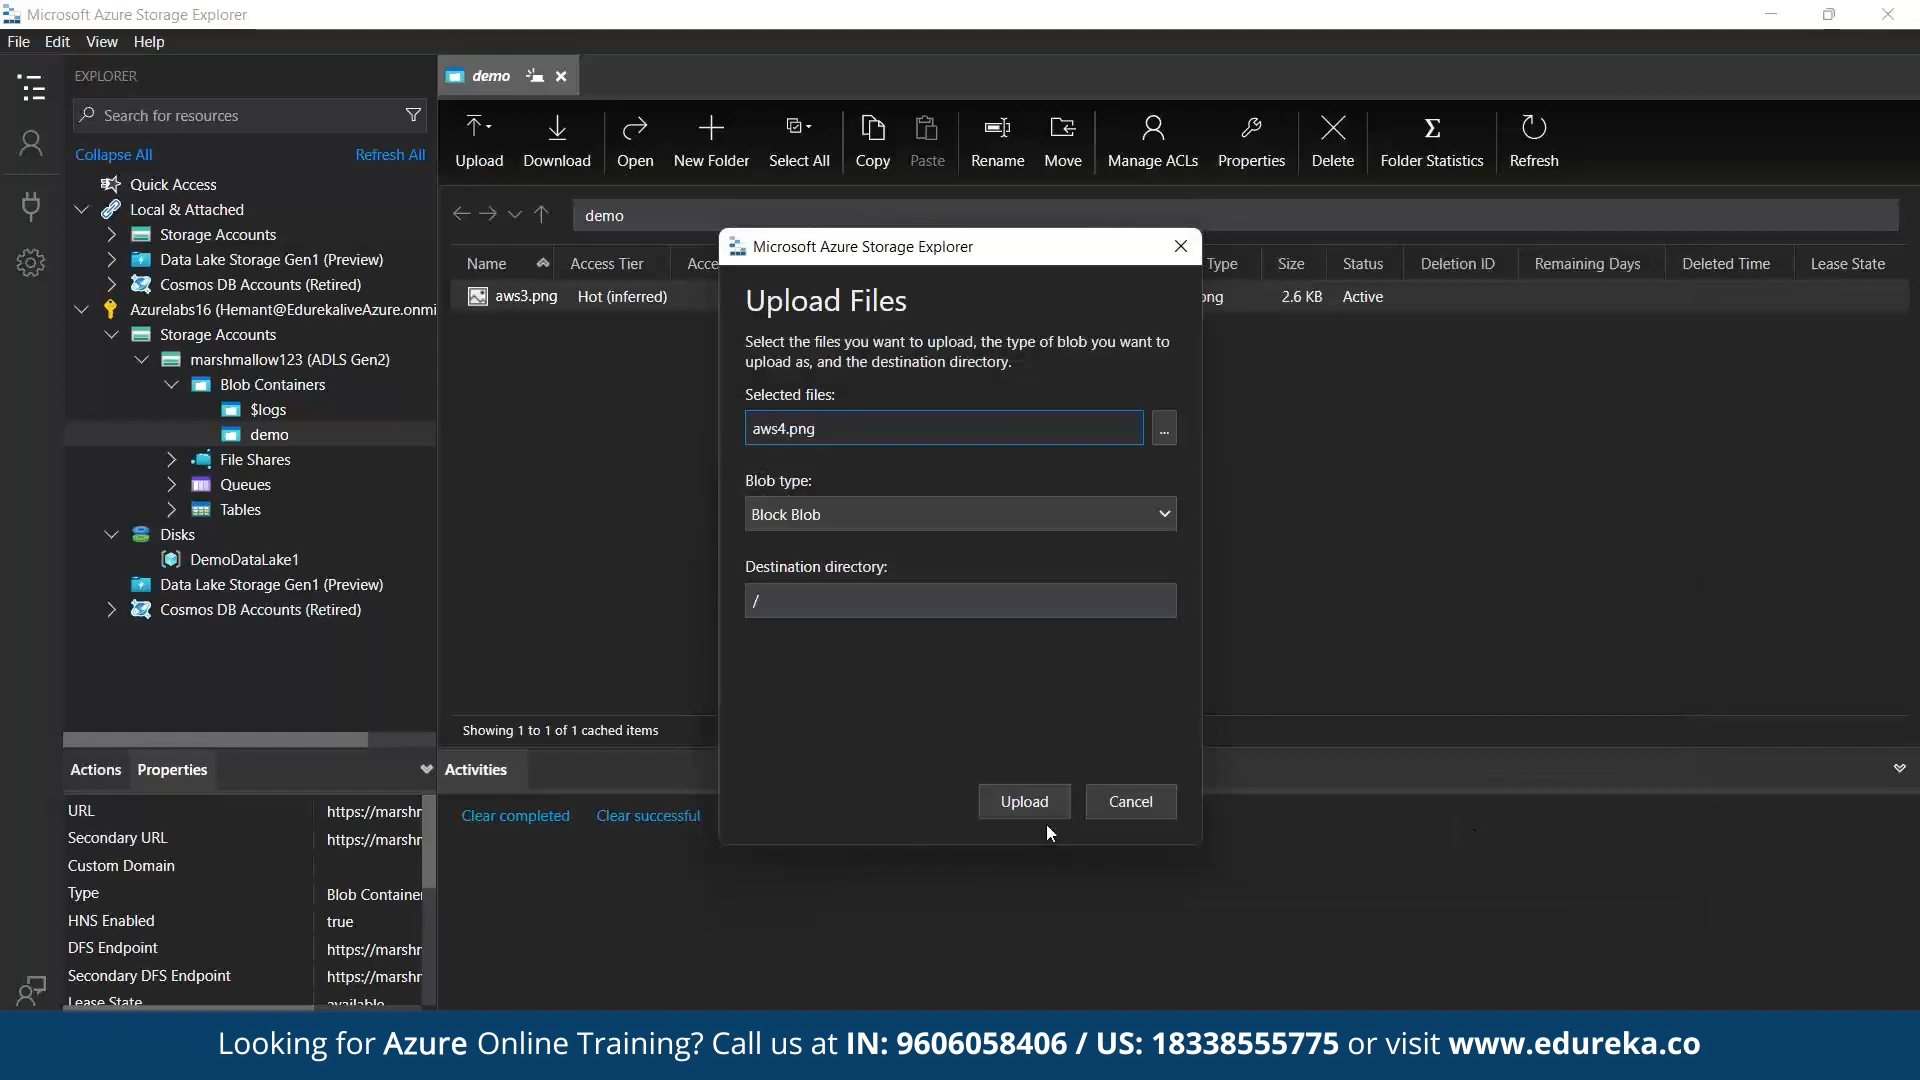 Microsoft Azure Storage Explorer
File Edit View Help
EXPLORER
Search for resources
Collapse All Refresh All
Quick Access
Local & Attached
Storage Accounts
Data Lake Storage Gen1 (Preview)
Cosmos DB Accounts (Retired)
Azurelabs16 (Hemant@EdurekaliveAzure.onmi
Storage Accounts
marshmallow123 (ADLS Gen2)
Blob Containers
$logs
demo
File Shares
Queues
Tables
Disks
DemoDataLake1
Data Lake Storage Gen1 (Preview)
Cosmos DB Accounts (Retired)
Actions Properties
URL https://marshr
Secondary URL https://marshr
Custom Domain
Type Blob Container
HNS Enabled true
DFS Endpoint https://marshr
Secondary DFS Endpoint https://marshr
Lease State available
demo
Upload Download Open New Folder Select All Copy Paste Rename Move Manage ACLs Properties Delete Folder Statistics Refresh
demo
Name Access Tier Acce Type Size Status Deletion ID Remaining Days Deleted Time Lease State
aws3.png Hot (inferred) png 2.6 KB Active
Showing 1 to 1 of 1 cached items
Activities
Clear completed Clear successful
Microsoft Azure Storage Explorer
Upload Files
Select the files you want to upload, the type of blob you want to
upload as, and the destination directory.
Selected files:
aws4.png ...
Blob type:
Block Blob
Destination directory:
/
Upload Cancel
Looking for Azure Online Training? Call us at IN: 9606058406 / US: 18338555775 or visit www.edureka.co